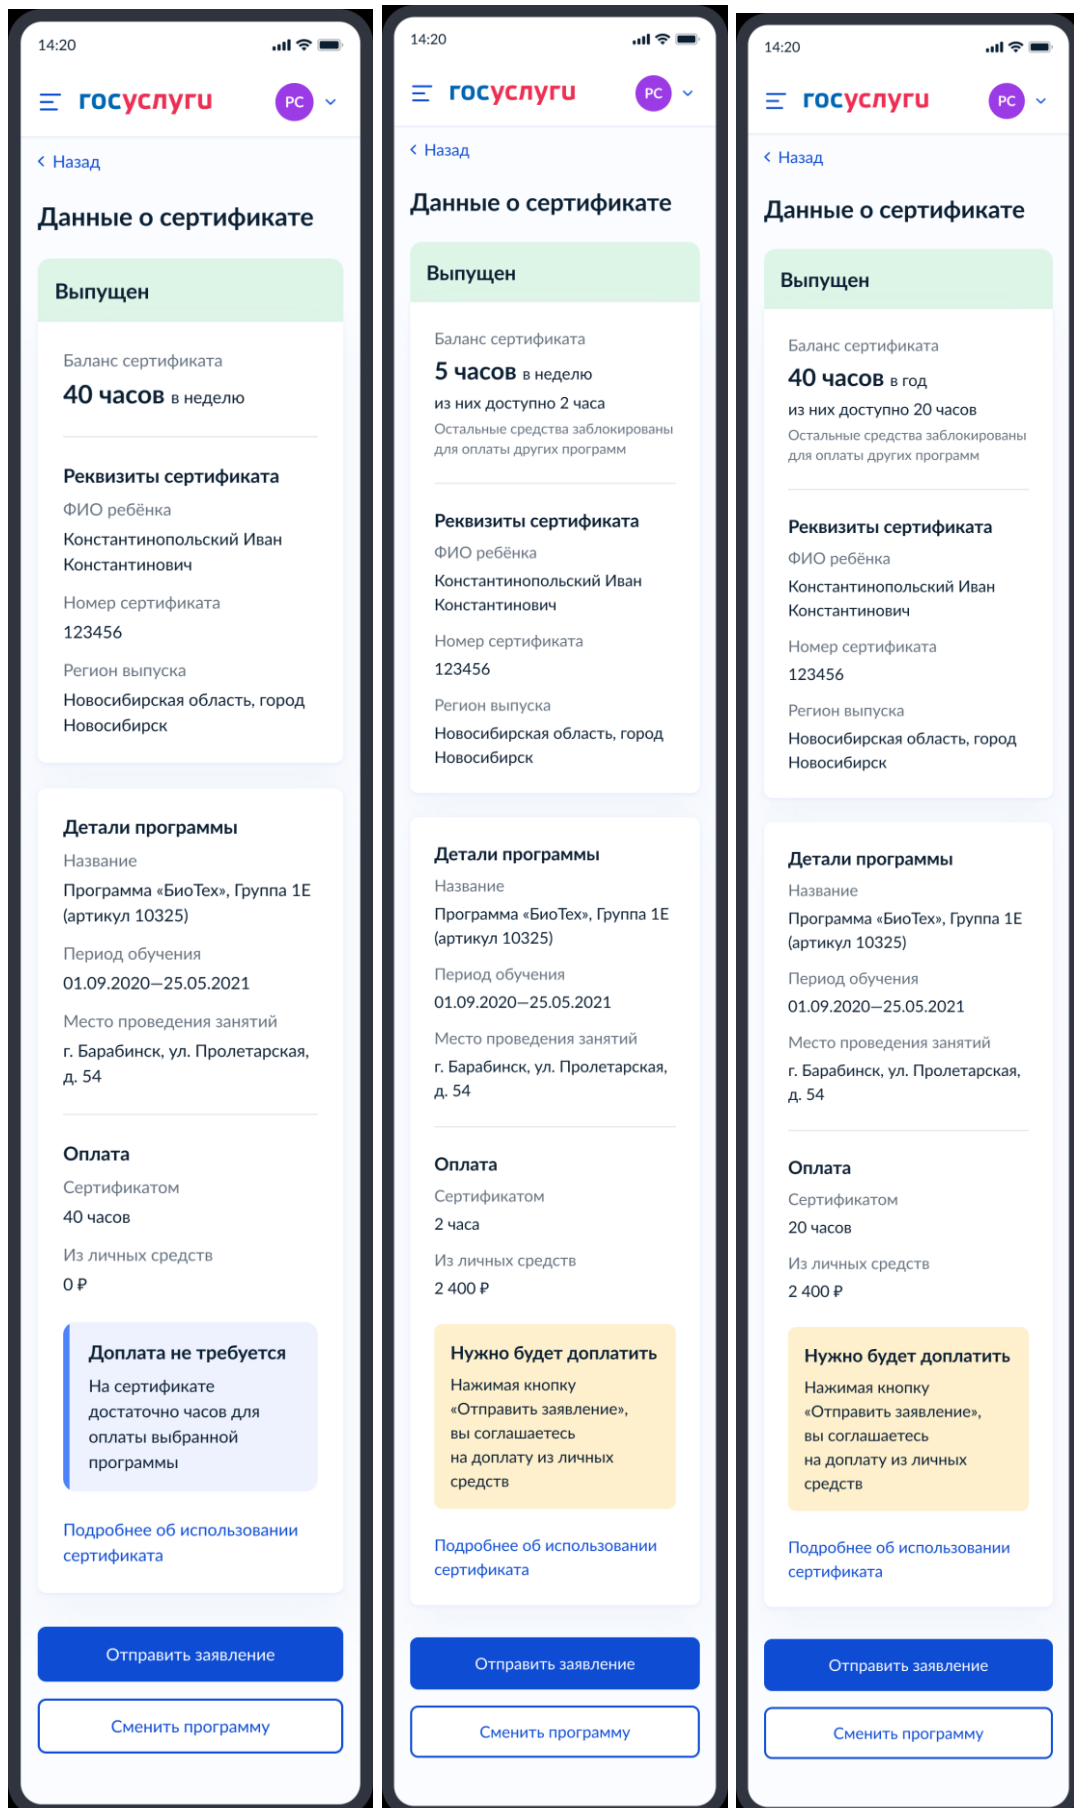 14:20
госуслуги
РС
Назад
Данные о сертификате
Выпущен
Баланс сертификата
40 часов в неделю
Реквизиты сертификата
ФИО ребёнка
Константинопольский Иван
Константинович
Номер сертификата
123456
Регион выпуска
Новосибирская область, город
Новосибирск
Детали программы
Название
Программа «БиоТех», Группа 1Е
(артикул 10325)
Период обучения
01.09.2020—25.05.2021
Место проведения занятий
г. Барабинск, ул. Пролетарская,
д. 54
Оплата
Сертификатом
40 часов
Из личных средств
0 ₽
Доплата не требуется
На сертификате
достаточно часов для
оплаты выбранной
программы
Подробнее об использовании
сертификата
Отправить заявление
Сменить программу
14:20
госуслуги
РС
Назад
Данные о сертификате
Выпущен
Баланс сертификата
5 часов в неделю
из них доступно 2 часа
Остальные средства заблокированы
для оплаты других программ
Реквизиты сертификата
ФИО ребёнка
Константинопольский Иван
Константинович
Номер сертификата
123456
Регион выпуска
Новосибирская область, город
Новосибирск
Детали программы
Название
Программа «БиоТех», Группа 1Е
(артикул 10325)
Период обучения
01.09.2020—25.05.2021
Место проведения занятий
г. Барабинск, ул. Пролетарская,
д. 54
Оплата
Сертификатом
2 часа
Из личных средств
2 400 ₽
Нужно будет доплатить
Нажимая кнопку
«Отправить заявление»,
вы соглашаетесь
на доплату из личных
средств
Подробнее об использовании
сертификата
Отправить заявление
Сменить программу
14:20
госуслуги
РС
Назад
Данные о сертификате
Выпущен
Баланс сертификата
40 часов в год
из них доступно 20 часов
Остальные средства заблокированы
для оплаты других программ
Реквизиты сертификата
ФИО ребёнка
Константинопольский Иван
Константинович
Номер сертификата
123456
Регион выпуска
Новосибирская область, город
Новосибирск
Детали программы
Название
Программа «БиоТех», Группа 1Е
(артикул 10325)
Период обучения
01.09.2020—25.05.2021
Место проведения занятий
г. Барабинск, ул. Пролетарская,
д. 54
Оплата
Сертификатом
20 часов
Из личных средств
2 400 ₽
Нужно будет доплатить
Нажимая кнопку
«Отправить заявление»,
вы соглашаетесь
на доплату из личных
средств
Подробнее об использовании
сертификата
Отправить заявление
Сменить программу